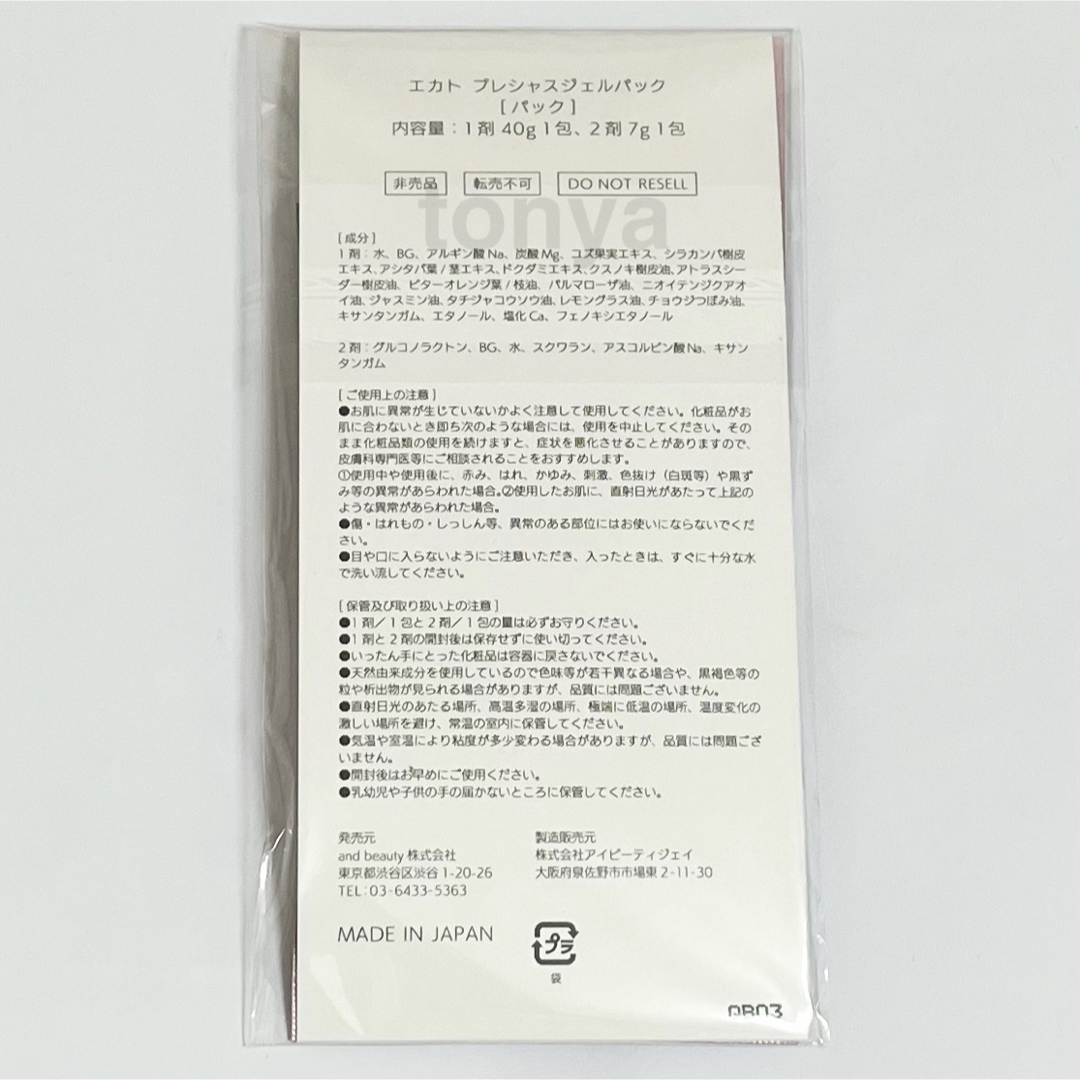 エカト プレシャスジェルパック
[ パック ]
内容量：1剤 40g 1包、2剤 7g 1包
非売品 転売不可 DO NOT RESELL
tonya
[ 成分 ]
1 剤：水、BG、アルギン酸Na、炭酸Mg、ユズ果実エキス、シラカンバ樹皮
エキス、アシタバ葉 / 茎エキス、ドクダミエキス、クスノキ樹皮油、アトラスシー
ダー樹皮油、ビターオレンジ葉 / 枝油、パルマローザ油、ニオイテンジクアオ
イ油、ジャスミン油、タチジャコウソウ油、レモングラス油、チョウジつぼみ油、
キサンタンガム、エタノール、塩化Ca、フェノキシエタノール
2 剤：グルコノラクトン、BG、水、スクワラン、アスコルビン酸Na、キサン
タンガム
[ ご使用上の注意 ]
●お肌に異常が生じていないかよく注意して使用してください。化粧品がお
肌に合わないとき即ち次のような場合には、使用を中止してください。その
まま化粧品類の使用を続けますと、症状を悪化させることがありますので、
皮膚科専門医等にご相談されることをおすすめします。
①使用中や使用後に、赤み、はれ、かゆみ、刺激、色抜け（白斑等）や黒ず
み等の異常があらわれた場合。②使用したお肌に、直射日光があたって上記の
ような異常があらわれた場合。
●傷・はれもの・しっしん等、異常のある部位にはお使いにならないでくだ
さい。
●目や口に入らないようにご注意いただき、入ったときは、すぐに十分な水
で洗い流してください。
[ 保管及び取り扱い上の注意 ]
●1 剤／ 1 包と 2 剤／ 1 包の量は必ずお守りください。
●1 剤と 2 剤の開封後は保存せずに使い切ってください。
●いったん手にとった化粧品は容器に戻さないでください。
●天然由来成分を使用しているので色味等が若干異なる場合や、黒褐色等の
粒や析出物が見られる場合がありますが、品質には問題ございません。
●直射日光のあたる場所、高温多湿の場所、極端に低温の場所、温度変化の
激しい場所を避け、常温の室内に保管してください。
●気温や室温により粘度が多少変わる場合がありますが、品質には問題ござ
いません。
●開封後はお早めにご使用ください。
●乳幼児や子供の手の届かないところに保管してください。
発売元
and beauty 株式会社
東京都渋谷区渋谷 1-20-26
TEL：03-6433-5363
製造販売元
株式会社アイピーティジェイ
大阪府泉佐野市市場東 2-11-30
MADE IN JAPAN
プラ
袋